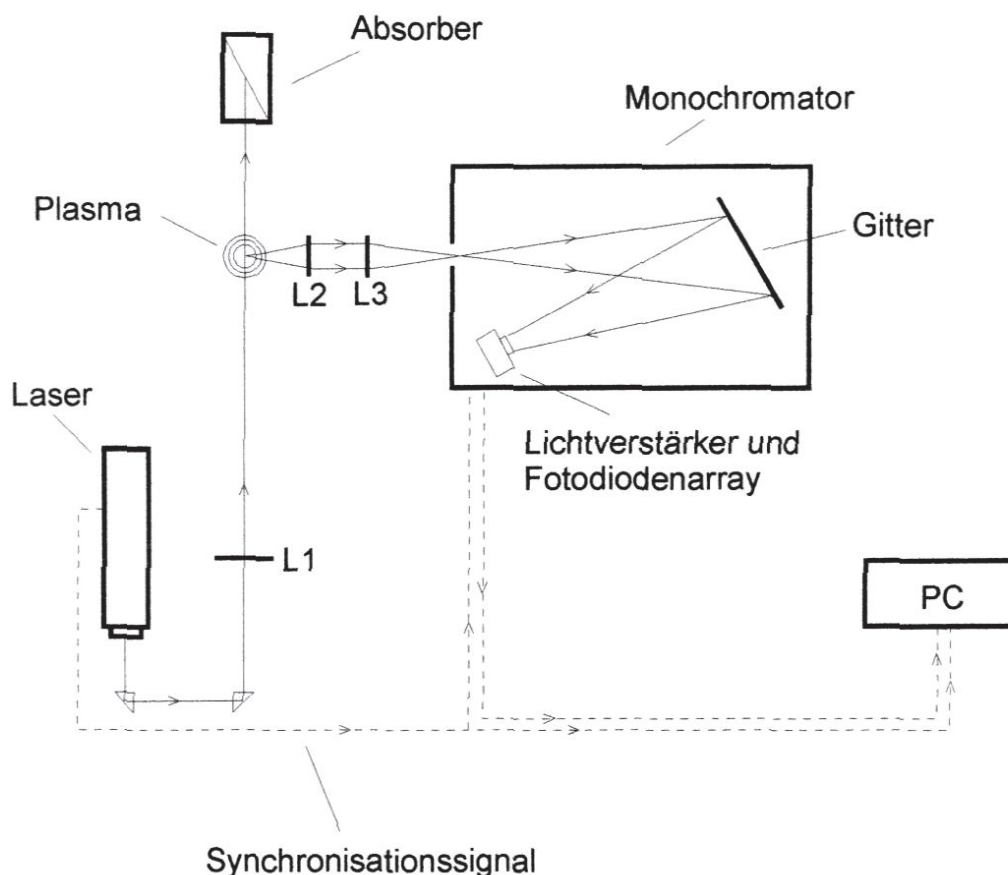 Absorber
Monochromator
Plasma
Gitter
L2 L3
Laser
Lichtverstärker und
Fotodiodenarray
L1
PC
Synchronisationssignal